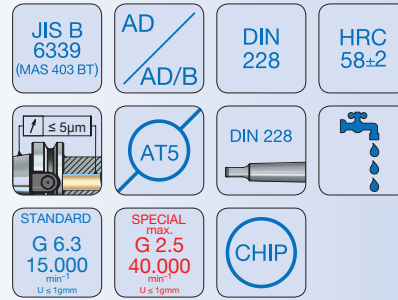 JIS B
6339
(MAS 403 BT)
AD
AD/B
DIN
228
HRC
58±2
↗ ≤ 5µm
AT5
DIN 228
STANDARD
G 6.3
15.000
min⁻¹
U ≤ 1gmm
SPECIAL
max.
G 2.5
40.000
min⁻¹
U ≤ 1gmm
CHIP